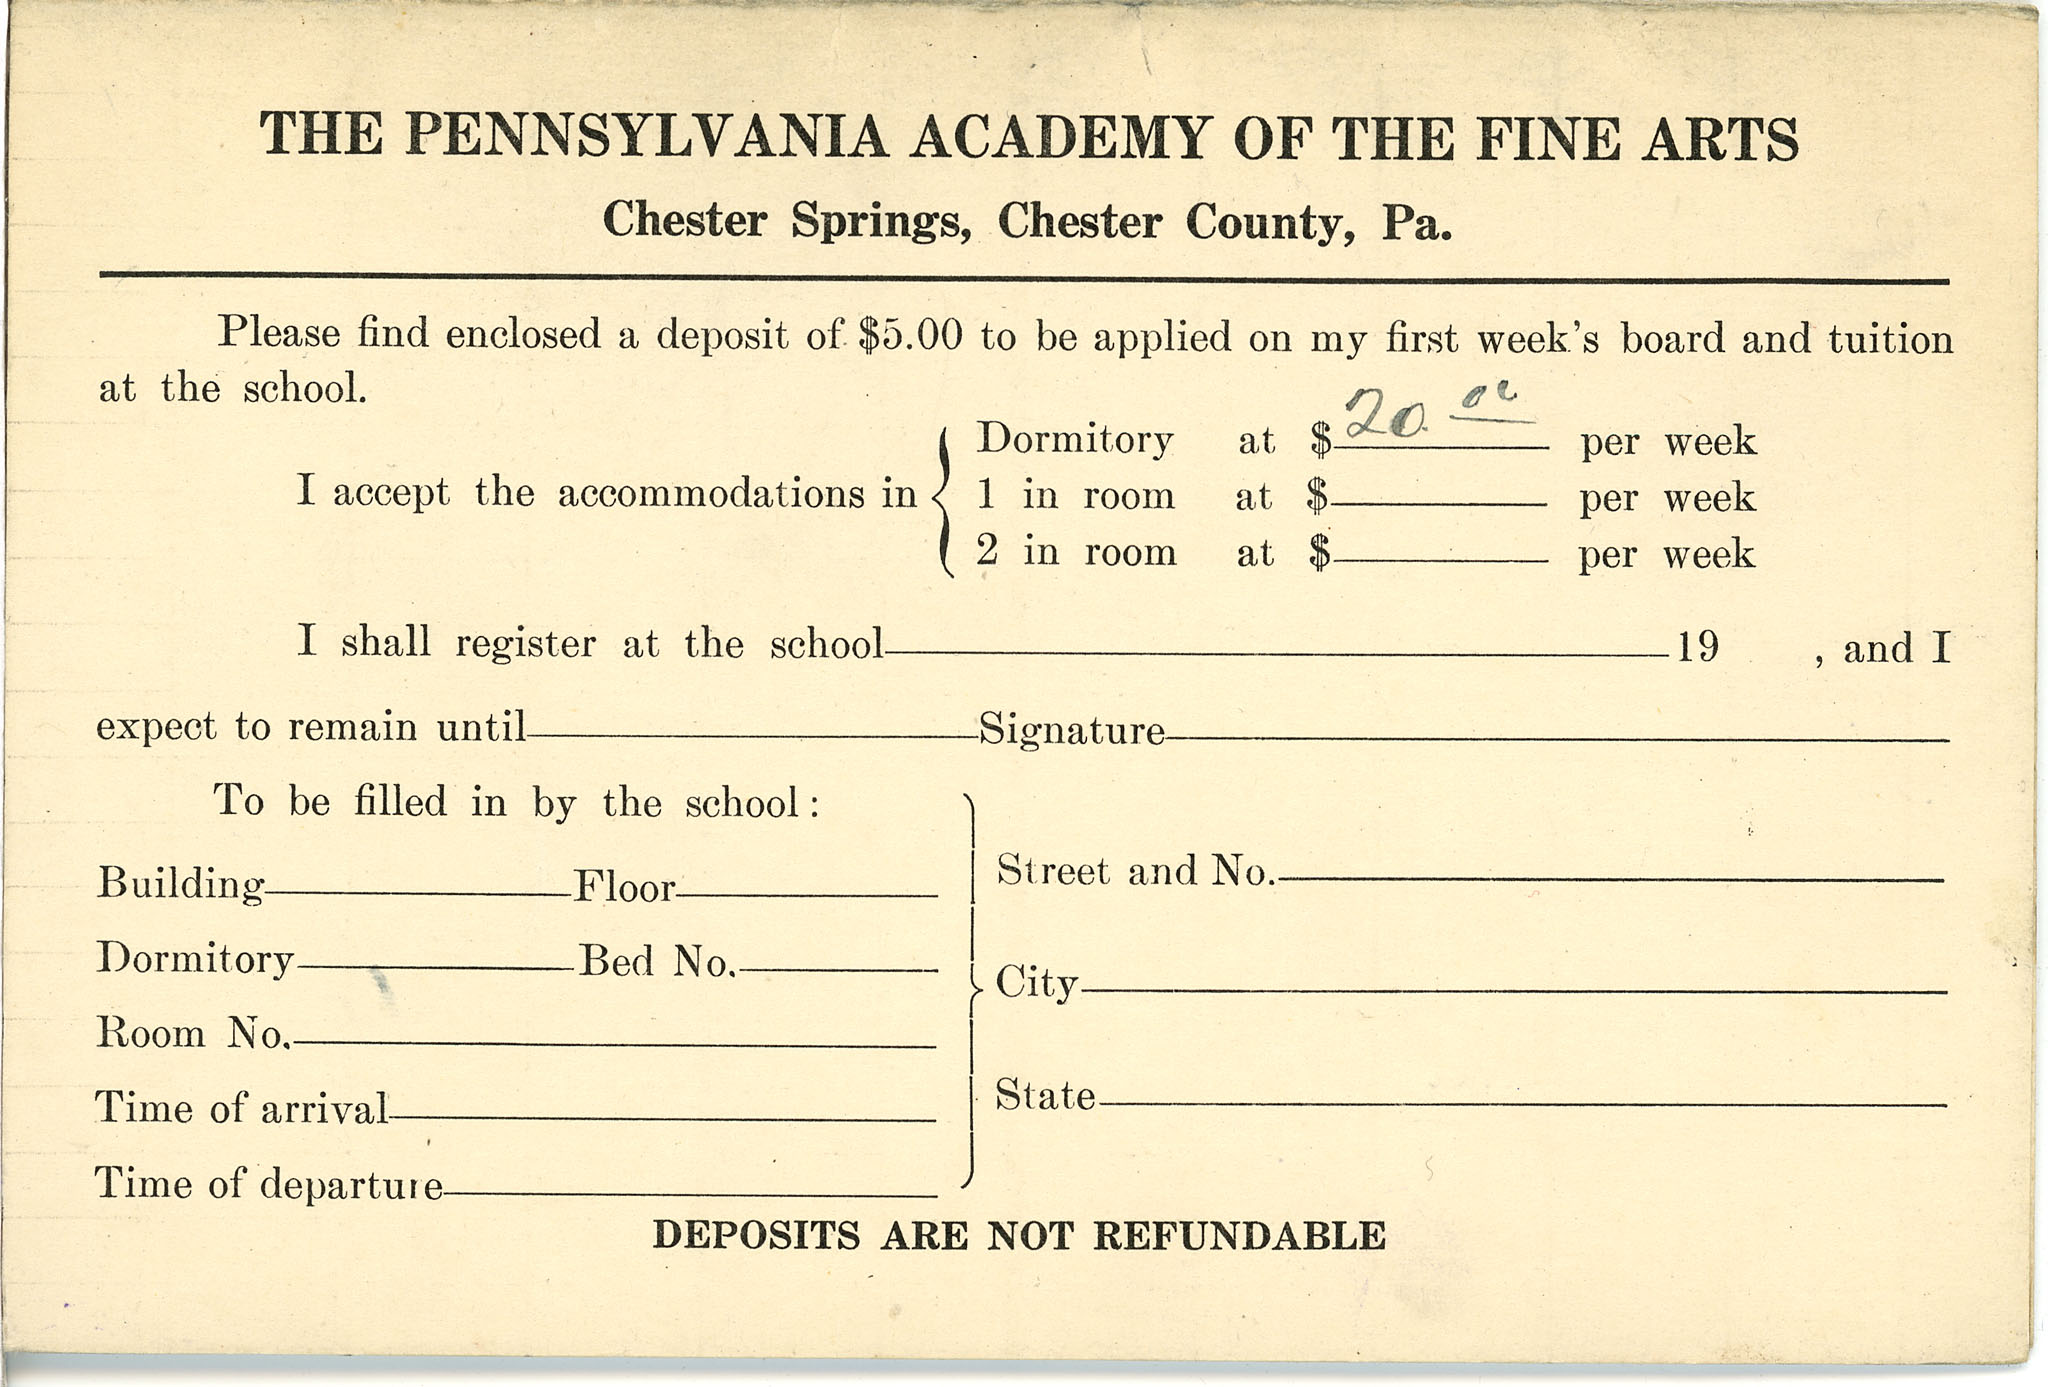 THE PENNSYLVANIA ACADEMY OF THE FINE ARTS
Chester Springs, Chester County, Pa.
Please find enclosed a deposit of $5.00 to be applied on my first week's board and tuition
at the school.
I accept the accommodations in
Dormitory at $20 00 per week
1 in room at $ per week
2 in room at $ per week
I shall register at the school 19 , and I
expect to remain until Signature
To be filled in by the school:
Building Floor
Dormitory Bed No.
Room No.
Time of arrival
Time of departure
Street and No.
City
State
DEPOSITS ARE NOT REFUNDABLE